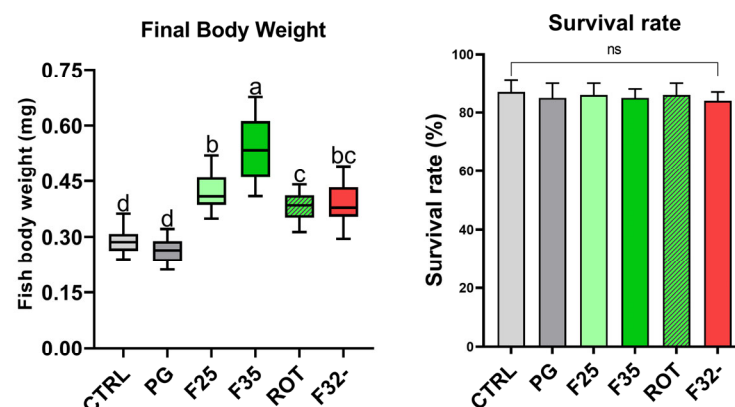 Final Body Weight
Fish body weight (mg)
0.75
0.60
0.45
0.30
0.15
0.00
d
d
b
a
c
bc
CTRL
PG
F25
F35
ROT
F32-
Survival rate
ns
Survival rate (%)
100
80
60
40
20
0
CTRL
PG
F25
F35
ROT
F32-